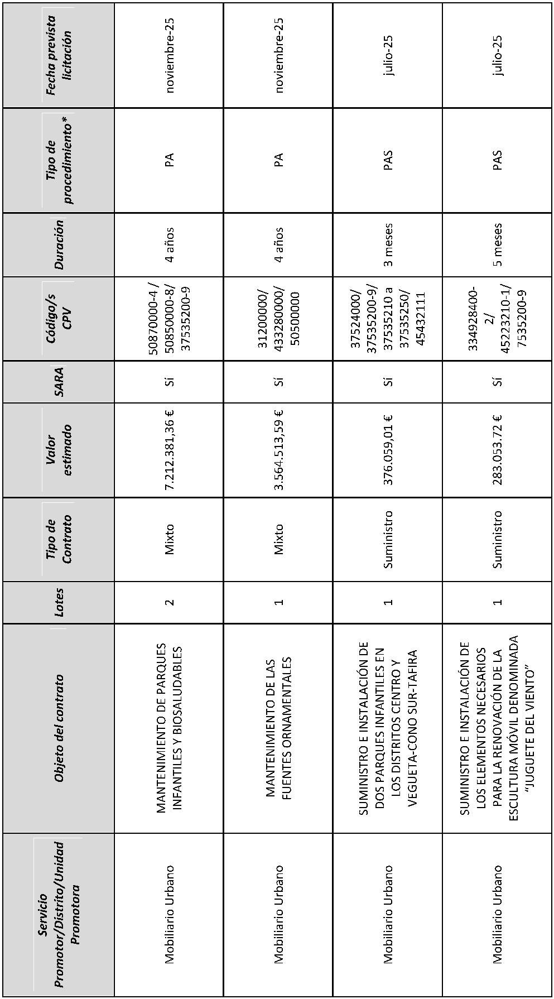 Servicio
Promotor/Distrito/Unidad
Promotora
Objeto del contrato
Lotes
Tipo de
Contrato
Valor
estimado
SARA
Código/s
CPV
Duración
Tipo de
procedimiento*
Fecha prevista
licitación
Mobiliario Urbano
MANTENIMIENTO DE PARQUES
INFANTILES Y BIOSALUDABLES
2
Mixto
7.212.381,36 €
Sí
50870000-4 /
50850000-8/
37535200-9
4 años
PA
noviembre-25
Mobiliario Urbano
MANTENIMIENTO DE LAS
FUENTES ORNAMENTALES
1
Mixto
3.564.513,59 €
Sí
31200000/
433280000/
50500000
4 años
PA
noviembre-25
Mobiliario Urbano
SUMINISTRO E INSTALACIÓN DE
DOS PARQUES INFANTILES EN
LOS DISTRITOS CENTRO Y
VEGUETA-CONO SUR-TAFIRA
1
Suministro
376.059,01 €
Sí
37524000/
37535200-9/
37535210 a
37535250/
45432111
3 meses
PAS
julio-25
Mobiliario Urbano
SUMINISTRO E INSTALACIÓN DE
LOS ELEMENTOS NECESARIOS
PARA LA RENOVACIÓN DE LA
ESCULTURA MÓVIL DENOMINADA
“JUGUETE DEL VIENTO”
1
Suministro
283.053.72 €
Sí
334928400-
2/
45223210-1/
7535200-9
5 meses
PAS
julio-25